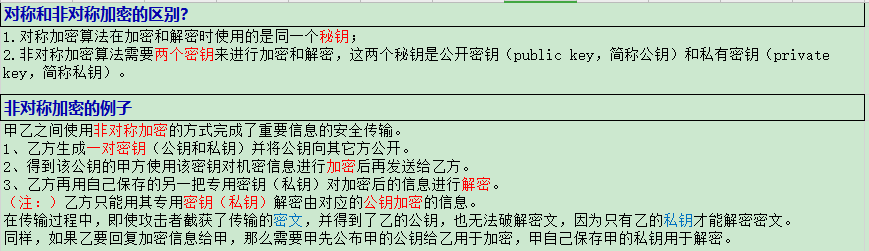 对称和非对称加密的区别?
1.对称加密算法在加密和解密时使用的是同一个秘钥;
2.非对称加密算法需要两个密钥来进行加密和解密，这两个秘钥是公开密钥（public key，简称公钥）和私有密钥（private
key，简称私钥）。
非对称加密的例子
甲乙之间使用非对称加密的方式完成了重要信息的安全传输。
1、乙方生成一对密钥（公钥和私钥）并将公钥向其它方公开。
2、得到该公钥的甲方使用该密钥对机密信息进行加密后再发送给乙方。
3、乙方再用自己保存的另一把专用密钥（私钥）对加密后的信息进行解密。
（注：）乙方只能用其专用密钥（私钥）解密由对应的公钥加密的信息。
在传输过程中，即使攻击者截获了传输的密文，并得到了乙的公钥，也无法破解密文，因为只有乙的私钥才能解密密文。
同样，如果乙要回复加密信息给甲，那么需要甲先公布甲的公钥给乙用于加密，甲自己保存甲的私钥用于解密。